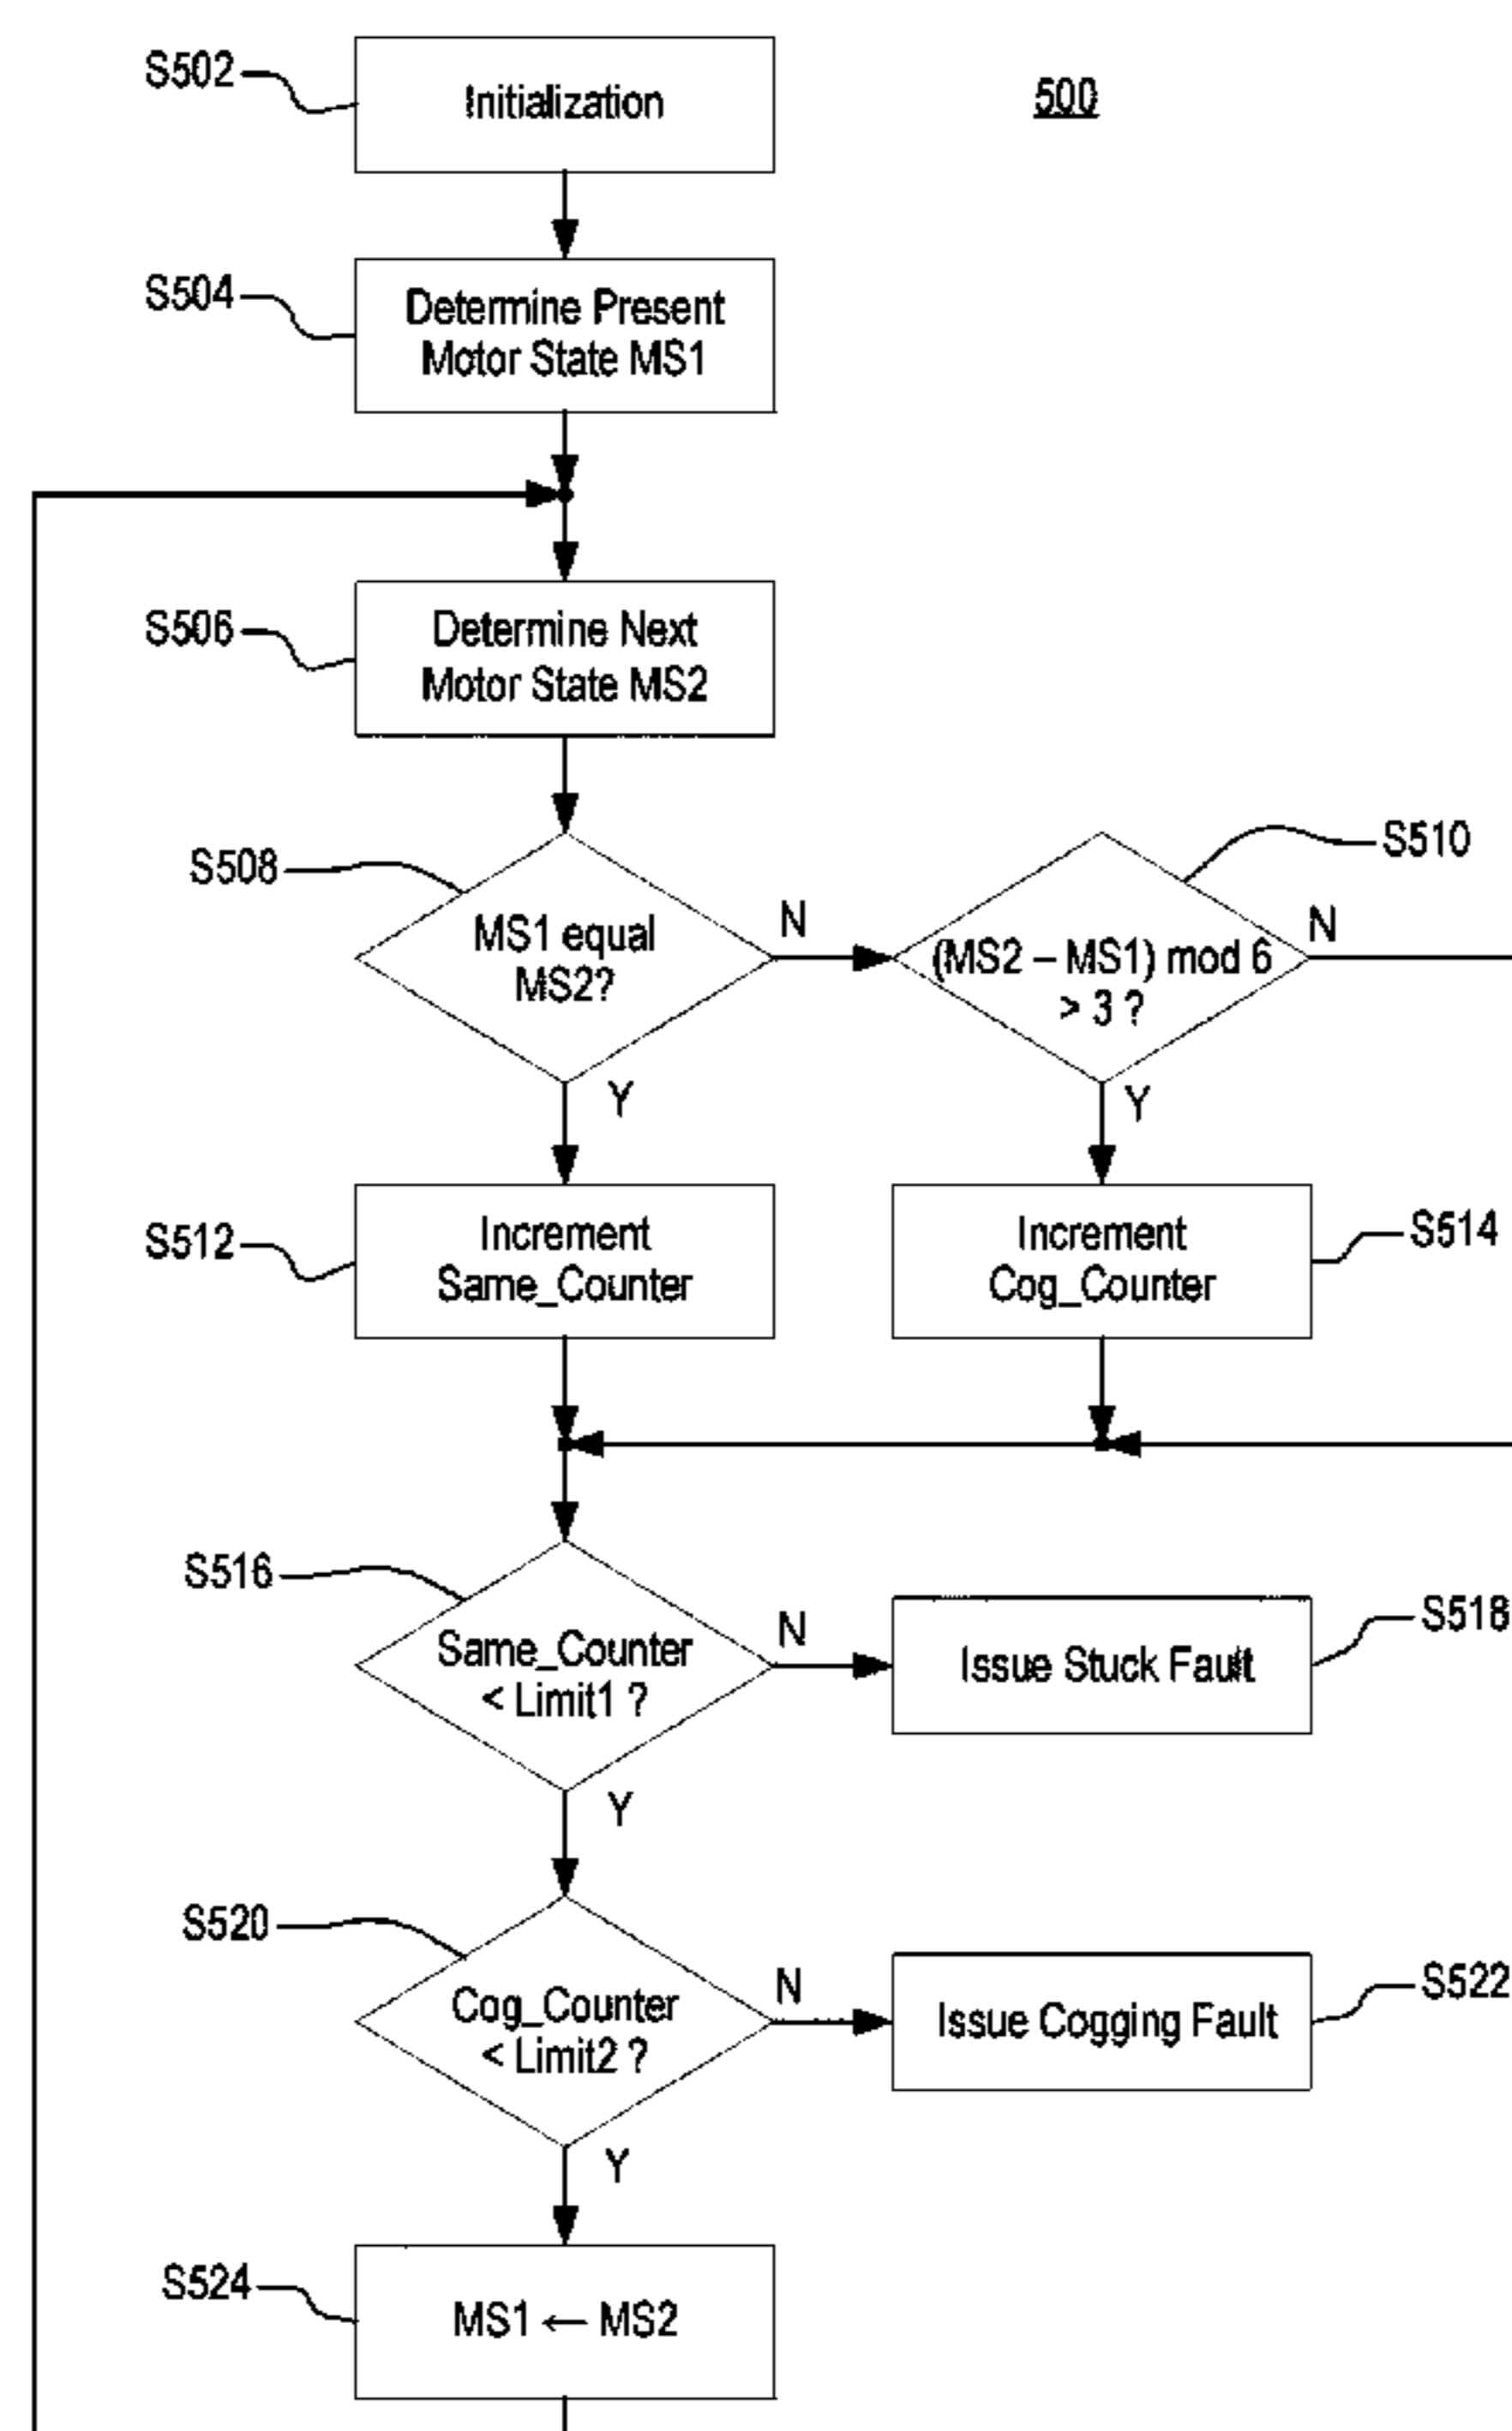 S502
Initialization
500
S504
Determine Present
Motor State MS1
S506
Determine Next
Motor State MS2
S508
MS1 equal
MS2?
N
S510
(MS2 – MS1) mod 6
> 3 ?
N
Y
Y
S512
Increment
Same_Counter
Increment
Cog_Counter
S514
S516
Same_Counter
< Limit1 ?
N
Issue Stuck Fault
S518
Y
S520
Cog_Counter
< Limit2 ?
N
Issue Cogging Fault
S522
Y
S524
MS1 ← MS2